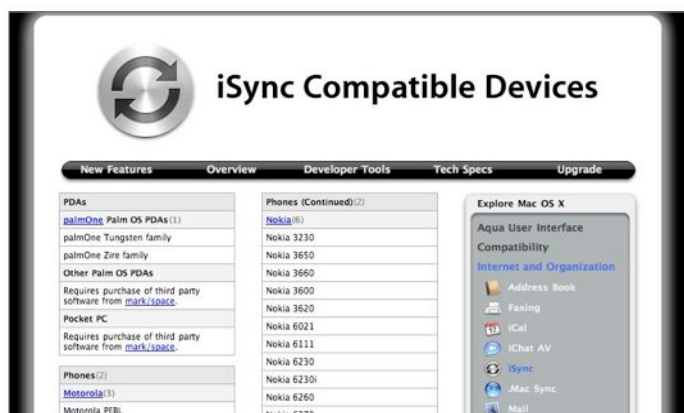 iSync Compatible Devices
New Features
Overview
Developer Tools
Tech Specs
Upgrade
PDAs
palmOne Palm OS PDAs (1)
palmOne Tungsten family
palmOne Zire family
Other Palm OS PDAs
Requires purchase of third party
software from mark/space.
Pocket PC
Requires purchase of third party
software from mark/space.
Phones(2)
Motorola(3)
Motorola PEBL
Phones (Continued)(2)
Nokia(6)
Nokia 3230
Nokia 3650
Nokia 3660
Nokia 3600
Nokia 3620
Nokia 6021
Nokia 6111
Nokia 6230
Nokia 6230i
Nokia 6260
Explore Mac OS X
Aqua User Interface
Compatibility
Internet and Organization
Address Book
Faxing
iCal
iChat AV
iSync
.Mac Sync
Mail